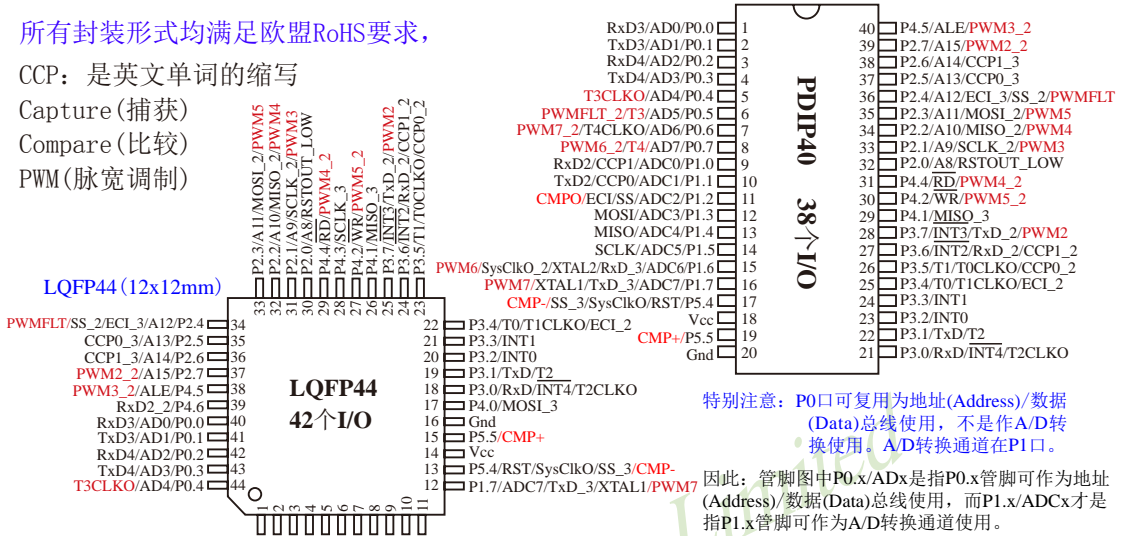 所有封装形式均满足欧盟RoHS要求，
CCP：是英文单词的缩写
Capture(捕获)
Compare(比较)
PWM(脉宽调制)
LQFP44(12x12mm)
P2.3/A11/MOSI_2/PWM5
P2.2/A10/MISO_2/PWM4
P2.1/A9/SCLK_2/PWM3
P2.0/A8/RSTOUT_LOW
P4.4/RD/PWM4_2
P4.3/SCLK_3
P4.2/WR/PWM5_2
P4.1/MISO_3
P3.7/INT3/TxD_2/PWM2
P3.6/INT2/RxD_2/CCP1_2
P3.5/T1/T0CLKO/CCP0_2
33 32 31 30 29 28 27 26 25 24 23
PWMFLT/SS_2/ECI_3/A12/P2.4 34
CCP0_3/A13/P2.5 35
CCP1_3/A14/P2.6 36
PWM2_2/A15/P2.7 37
PWM3_2/ALE/P4.5 38
RxD2_2/P4.6 39
RxD3/AD0/P0.0 40
TxD3/AD1/P0.1 41
RxD4/AD2/P0.2 42
TxD4/AD3/P0.3 43
T3CLKO/AD4/P0.4 44
LQFP44
42个I/O
22 P3.4/T0/T1CLKO/ECI_2
21 P3.3/INT1
20 P3.2/INT0
19 P3.1/TxD/T2
18 P3.0/RxD/INT4/T2CLKO
17 P4.0/MOSI_3
16 Gnd
15 P5.5/CMP+
14 Vcc
13 P5.4/RST/SysClkO/SS_3/CMP-
12 P1.7/ADC7/TxD_3/XTAL1/PWM7
1 2 3 4 5 6 7 8 9 10 11
RxD3/AD0/P0.0 1
TxD3/AD1/P0.1 2
RxD4/AD2/P0.2 3
TxD4/AD3/P0.3 4
T3CLKO/AD4/P0.4 5
PWMFLT_2/T3/AD5/P0.5 6
PWM7_2/T4CLKO/AD6/P0.6 7
PWM6_2/T4/AD7/P0.7 8
RxD2/CCP1/ADC0/P1.0 9
TxD2/CCP0/ADC1/P1.1 10
CMPO/ECI/SS/ADC2/P1.2 11
MOSI/ADC3/P1.3 12
MISO/ADC4/P1.4 13
SCLK/ADC5/P1.5 14
PWM6/SysClkO_2/XTAL2/RxD_3/ADC6/P1.6 15
PWM7/XTAL1/TxD_3/ADC7/P1.7 16
CMP-/SS_3/SysClkO/RST/P5.4 17
Vcc 18
CMP+/P5.5 19
Gnd 20
PDIP40 38个I/O
40 P4.5/ALE/PWM3_2
39 P2.7/A15/PWM2_2
38 P2.6/A14/CCP1_3
37 P2.5/A13/CCP0_3
36 P2.4/A12/ECI_3/SS_2/PWMFLT
35 P2.3/A11/MOSI_2/PWM5
34 P2.2/A10/MISO_2/PWM4
33 P2.1/A9/SCLK_2/PWM3
32 P2.0/A8/RSTOUT_LOW
31 P4.4/RD/PWM4_2
30 P4.2/WR/PWM5_2
29 P4.1/MISO_3
28 P3.7/INT3/TxD_2/PWM2
27 P3.6/INT2/RxD_2/CCP1_2
26 P3.5/T1/T0CLKO/CCP0_2
25 P3.4/T0/T1CLKO/ECI_2
24 P3.3/INT1
23 P3.2/INT0
22 P3.1/TxD/T2
21 P3.0/RxD/INT4/T2CLKO
特别注意：P0口可复用为地址(Address)/数据
(Data)总线使用，不是作A/D转
换使用。A/D转换通道在P1口。
因此：管脚图中P0.x/ADx是指P0.x管脚可作为地址
(Address)/数据(Data)总线使用，而P1.x/ADCx才是
指P1.x管脚可作为A/D转换通道使用。
Limited